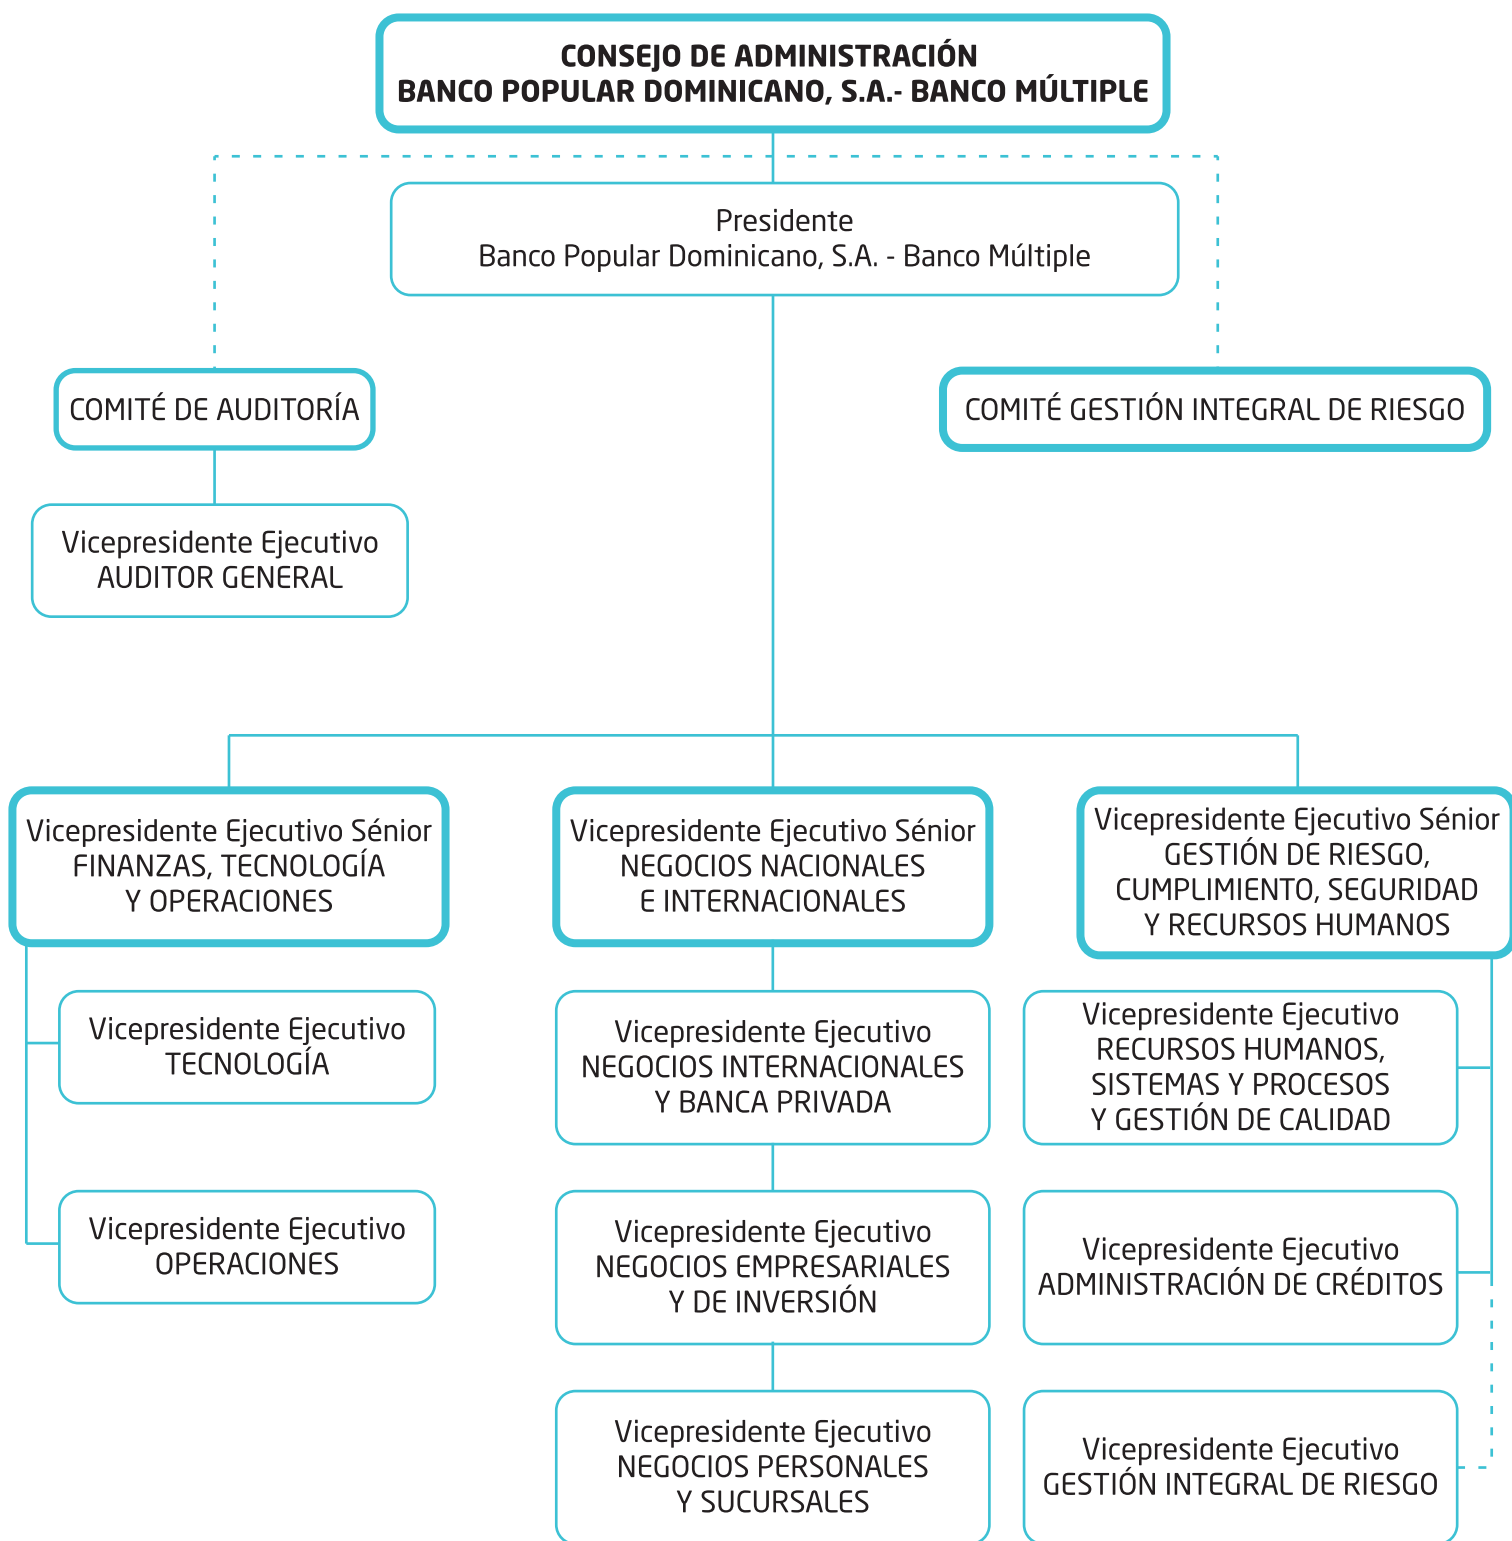 CONSEJO DE ADMINISTRACIÓN
BANCO POPULAR DOMINICANO, S.A.- BANCO MÚLTIPLE
Presidente
Banco Popular Dominicano, S.A. - Banco Múltiple
COMITÉ DE AUDITORÍA
COMITÉ GESTIÓN INTEGRAL DE RIESGO
Vicepresidente Ejecutivo
AUDITOR GENERAL
Vicepresidente Ejecutivo Sénior
FINANZAS, TECNOLOGÍA
Y OPERACIONES
Vicepresidente Ejecutivo Sénior
NEGOCIOS NACIONALES
E INTERNACIONALES
Vicepresidente Ejecutivo Sénior
GESTIÓN DE RIESGO,
CUMPLIMIENTO, SEGURIDAD
Y RECURSOS HUMANOS
Vicepresidente Ejecutivo
TECNOLOGÍA
Vicepresidente Ejecutivo
NEGOCIOS INTERNACIONALES
Y BANCA PRIVADA
Vicepresidente Ejecutivo
RECURSOS HUMANOS,
SISTEMAS Y PROCESOS
Y GESTIÓN DE CALIDAD
Vicepresidente Ejecutivo
OPERACIONES
Vicepresidente Ejecutivo
NEGOCIOS EMPRESARIALES
Y DE INVERSIÓN
Vicepresidente Ejecutivo
ADMINISTRACIÓN DE CRÉDITOS
Vicepresidente Ejecutivo
NEGOCIOS PERSONALES
Y SUCURSALES
Vicepresidente Ejecutivo
GESTIÓN INTEGRAL DE RIESGO